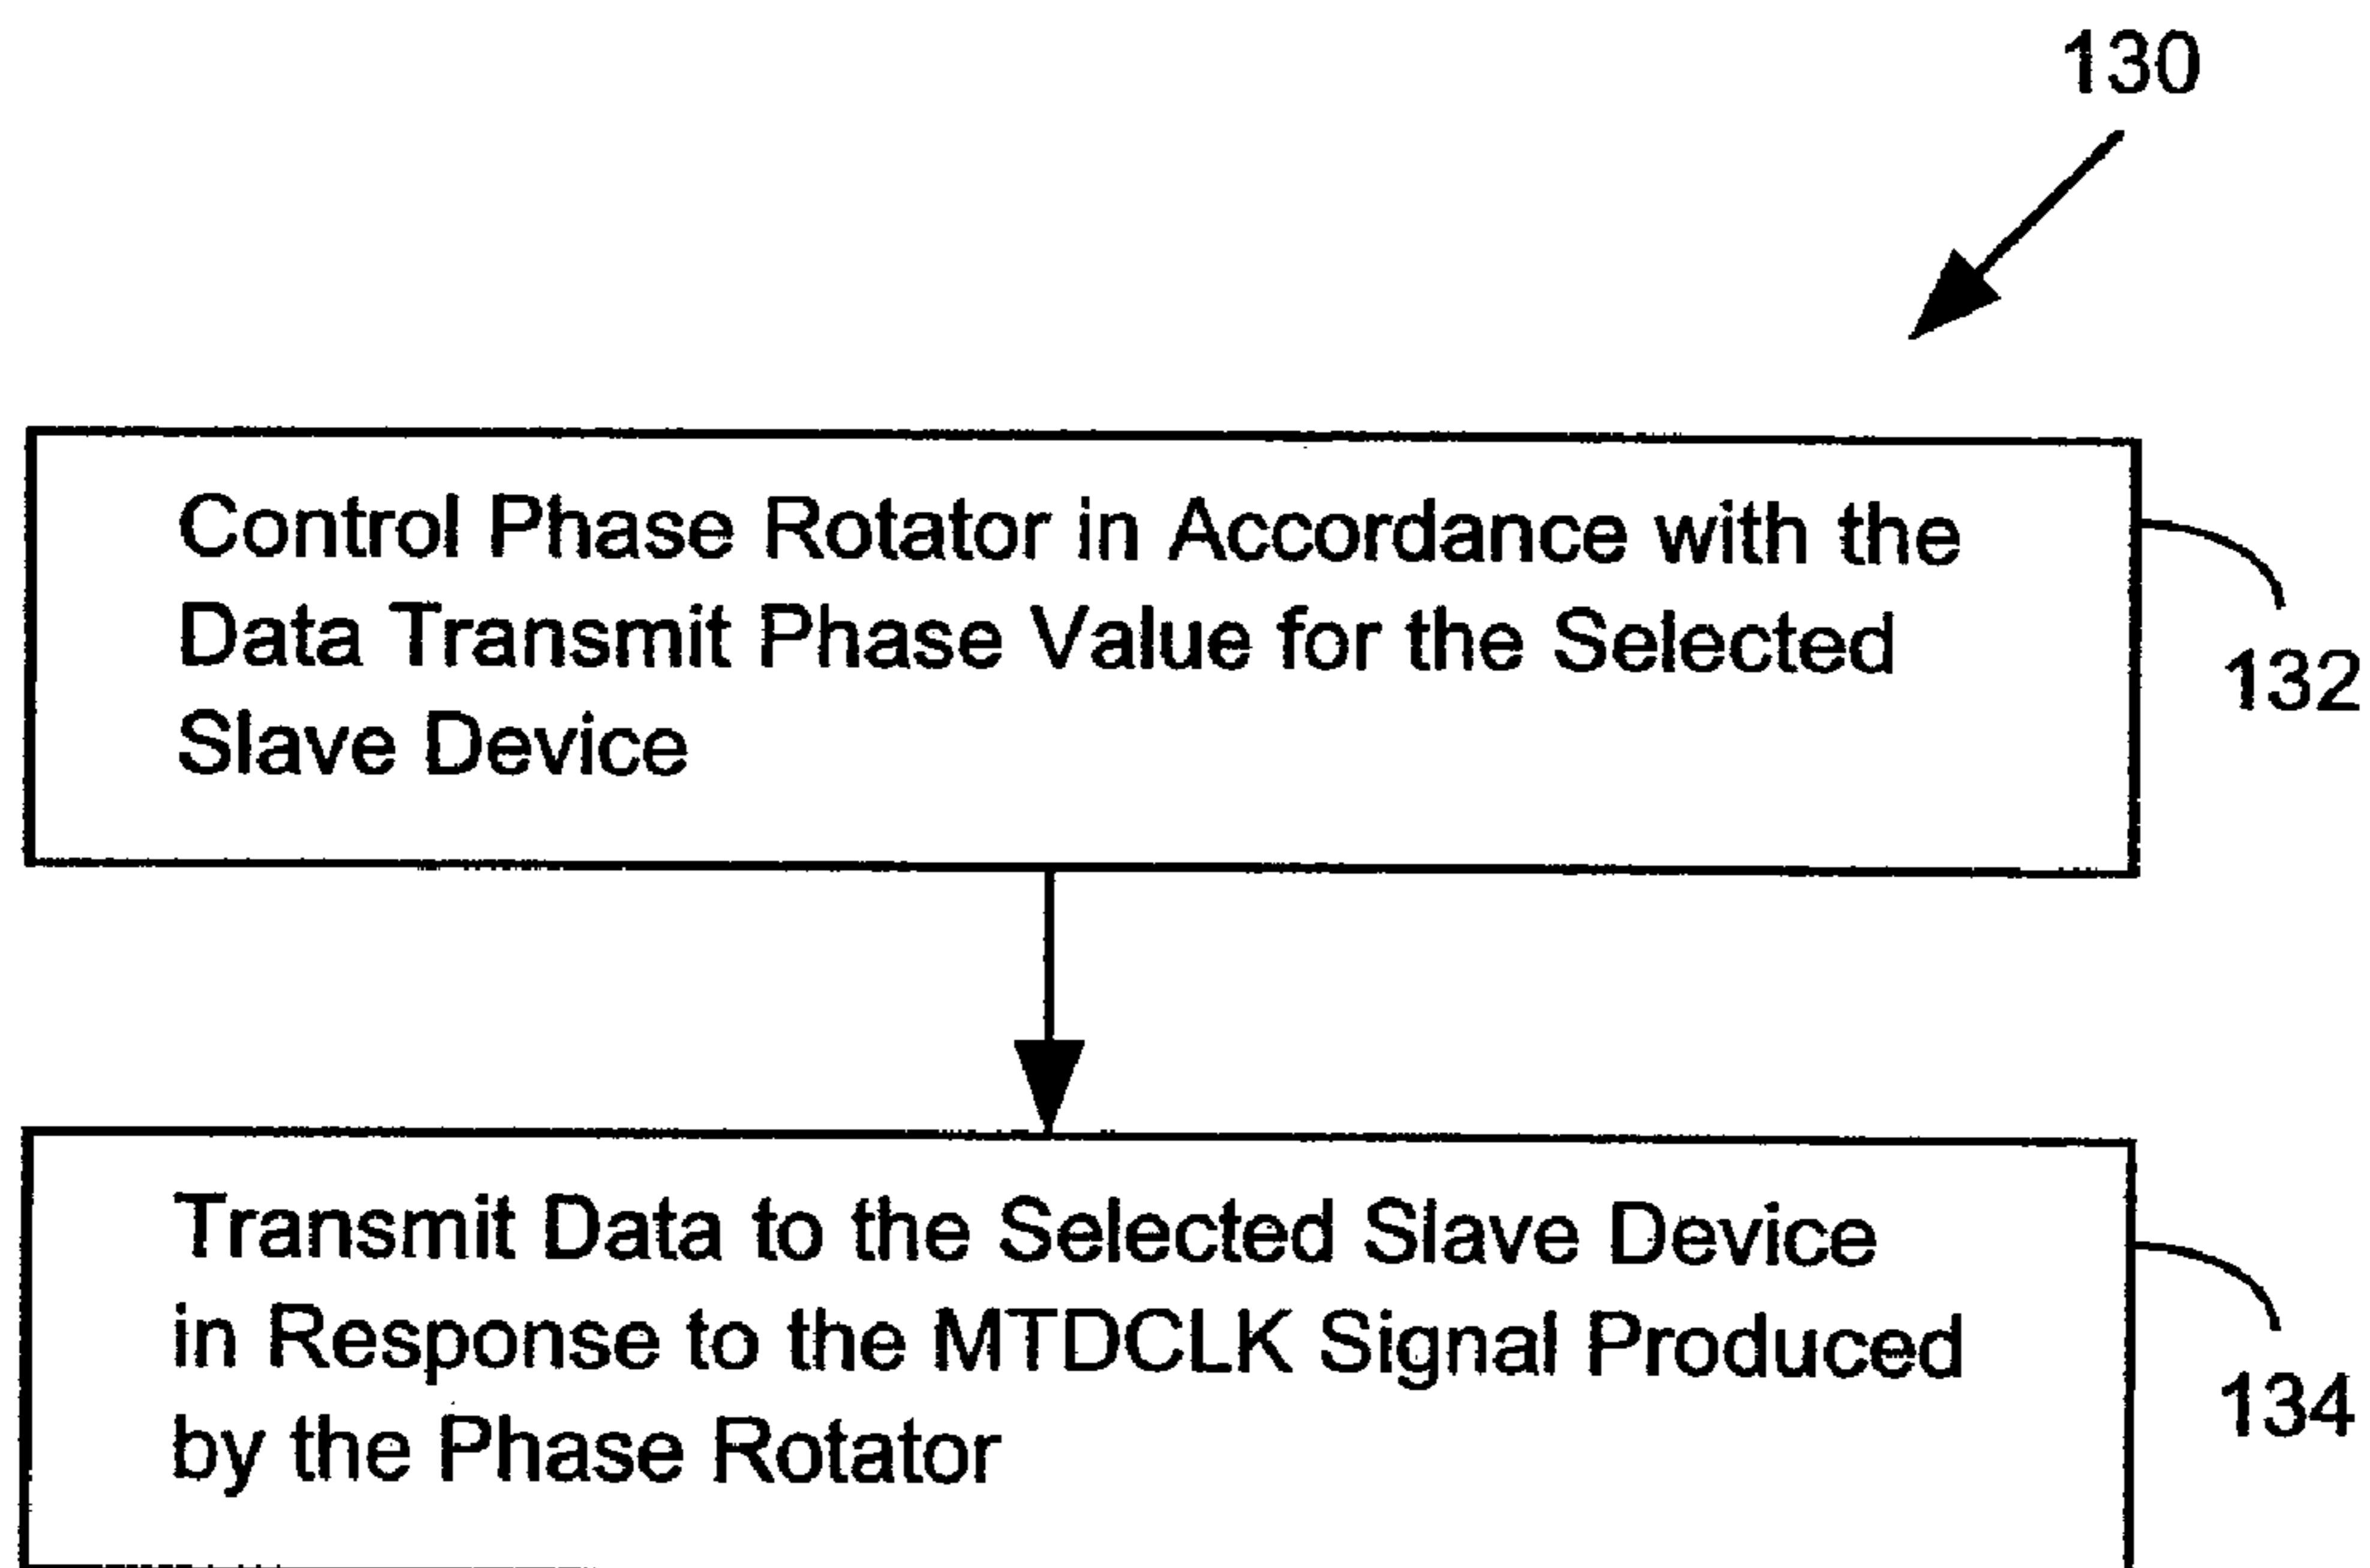 130
Control Phase Rotator in Accordance with the
Data Transmit Phase Value for the Selected
Slave Device
132
Transmit Data to the Selected Slave Device
in Response to the MTDCLK Signal Produced
by the Phase Rotator
134